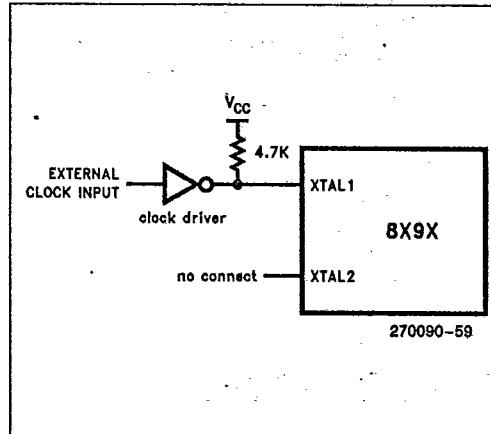 VCC
4.7K
EXTERNAL
CLOCK INPUT
clock driver
XTAL1
8X9X
no connect
XTAL2
270090-59